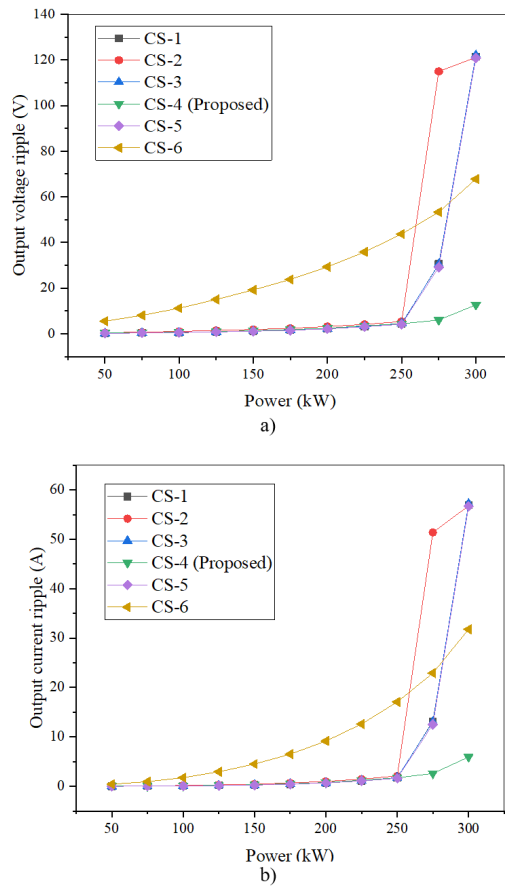 140
120
100
80
60
40
20
0
Output voltage ripple (V)
CS-1
CS-2
CS-3
CS-4 (Proposed)
CS-5
CS-6
50 100 150 200 250 300
Power (kW)
a)
60
50
40
30
20
10
0
Output current ripple (A)
CS-1
CS-2
CS-3
CS-4 (Proposed)
CS-5
CS-6
50 100 150 200 250 300
Power (kW)
b)